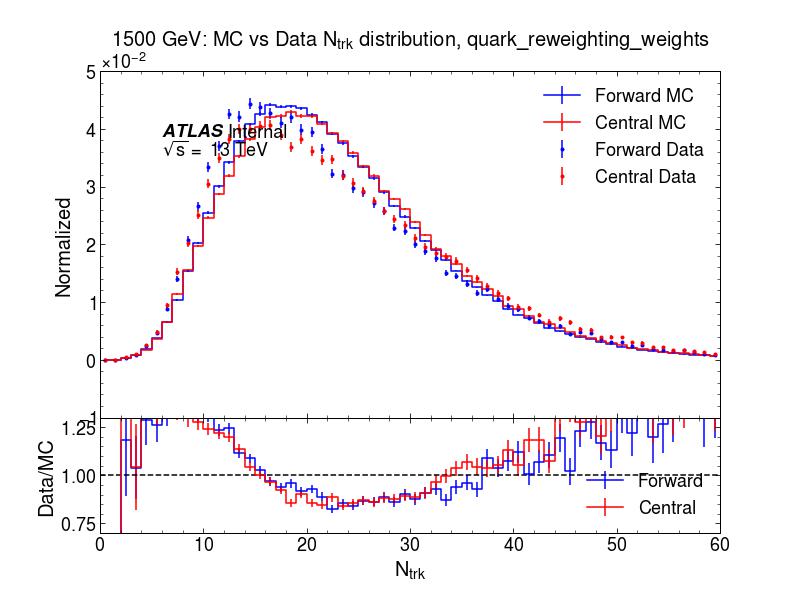 1500 GeV: MC vs Data N_trk distribution, quark_reweighting_weights
×10⁻²
5
4
3
2
1
0
−1
Normalized
ATLAS Internal
√s = 13 TeV
Forward MC
Central MC
Forward Data
Central Data
1.25
1.00
0.75
Data/MC
Forward
Central
0 10 20 30 40 50 60
N_trk